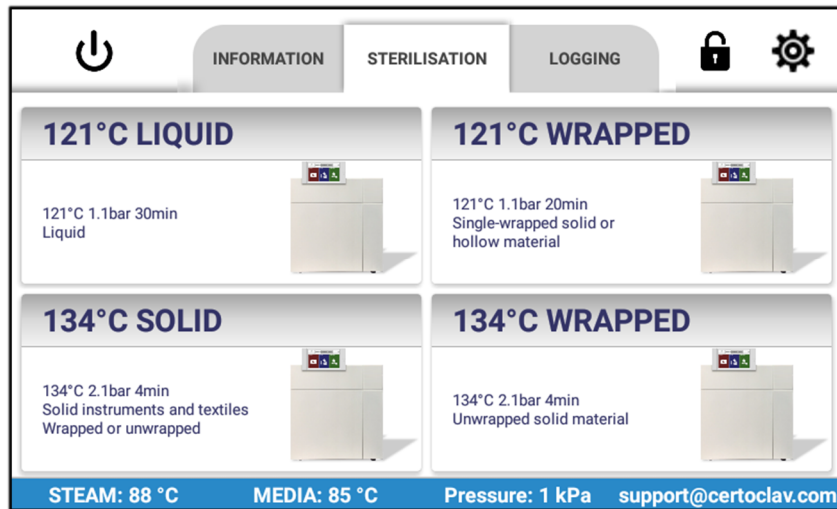 INFORMATION STERILISATION LOGGING
121°C LIQUID
121°C 1.1bar 30min
Liquid
121°C WRAPPED
121°C 1.1bar 20min
Single-wrapped solid or
hollow material
134°C SOLID
134°C 2.1bar 4min
Solid instruments and textiles
Wrapped or unwrapped
134°C WRAPPED
134°C 2.1bar 4min
Unwrapped solid material
STEAM: 88 °C MEDIA: 85 °C Pressure: 1 kPa support@certoclav.com